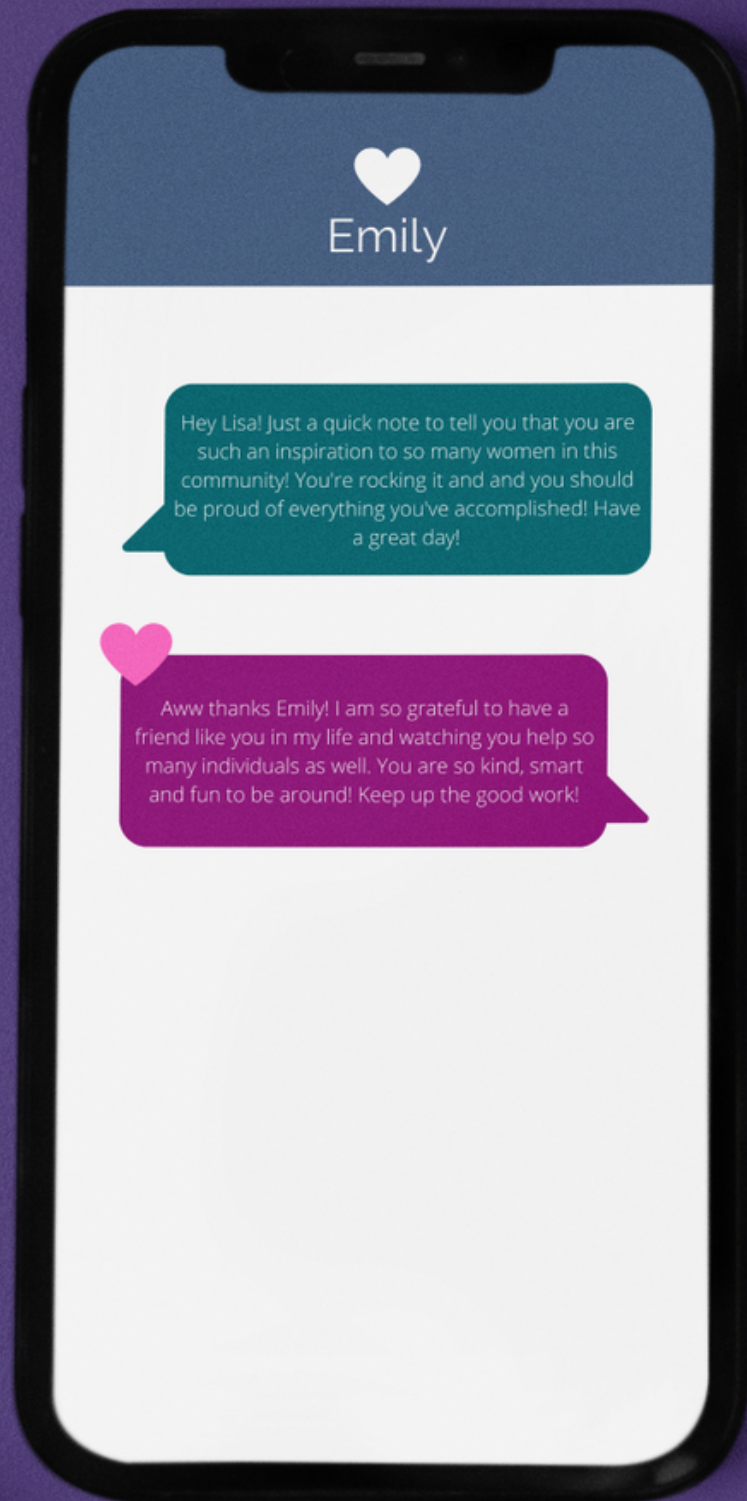 Emily
Hey Lisa! Just a quick note to tell you that you are
such an inspiration to so many women in this
community! You're rocking it and and you should
be proud of everything you've accomplished! Have
a great day!
Aww thanks Emily! I am so grateful to have a
friend like you in my life and watching you help so
many individuals as well. You are so kind, smart
and fun to be around! Keep up the good work!